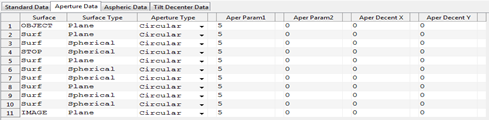 Standard Data Aperture Data Aspheric Data Tilt Decenter Data
Surface Surface Type Aperture Type Aper Param1 Aper Param2 Aper Decent X Aper Decent Y
1 OBJECT Plane Circular 5 0 0 0
2 Surf Plane Circular 5 0 0 0
3 Surf Spherical Circular 5 0 0 0
4 STOP Spherical Circular 5 0 0 0
5 Surf Plane Circular 5 0 0 0
6 Surf Spherical Circular 5 0 0 0
7 Surf Spherical Circular 5 0 0 0
8 Surf Plane Circular 5 0 0 0
9 Surf Spherical Circular 5 0 0 0
10 Surf Spherical Circular 5 0 0 0
11 IMAGE Plane Circular 5 0 0 0